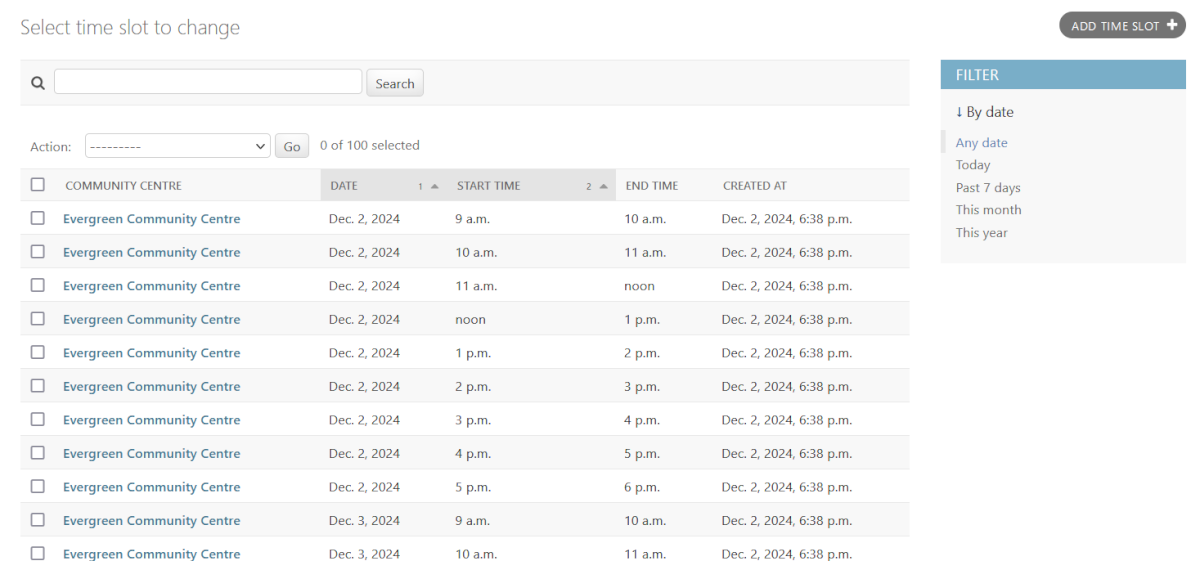 Select time slot to change
ADD TIME SLOT
Search
FILTER
↓ By date
Any date
Today
Past 7 days
This month
This year
Action: --------- Go 0 of 100 selected
COMMUNITY CENTRE DATE 1 START TIME 2 END TIME CREATED AT
Evergreen Community Centre Dec. 2, 2024 9 a.m. 10 a.m. Dec. 2, 2024, 6:38 p.m.
Evergreen Community Centre Dec. 2, 2024 10 a.m. 11 a.m. Dec. 2, 2024, 6:38 p.m.
Evergreen Community Centre Dec. 2, 2024 11 a.m. noon Dec. 2, 2024, 6:38 p.m.
Evergreen Community Centre Dec. 2, 2024 noon 1 p.m. Dec. 2, 2024, 6:38 p.m.
Evergreen Community Centre Dec. 2, 2024 1 p.m. 2 p.m. Dec. 2, 2024, 6:38 p.m.
Evergreen Community Centre Dec. 2, 2024 2 p.m. 3 p.m. Dec. 2, 2024, 6:38 p.m.
Evergreen Community Centre Dec. 2, 2024 3 p.m. 4 p.m. Dec. 2, 2024, 6:38 p.m.
Evergreen Community Centre Dec. 2, 2024 4 p.m. 5 p.m. Dec. 2, 2024, 6:38 p.m.
Evergreen Community Centre Dec. 2, 2024 5 p.m. 6 p.m. Dec. 2, 2024, 6:38 p.m.
Evergreen Community Centre Dec. 3, 2024 9 a.m. 10 a.m. Dec. 2, 2024, 6:38 p.m.
Evergreen Community Centre Dec. 3, 2024 10 a.m. 11 a.m. Dec. 2, 2024, 6:38 p.m.